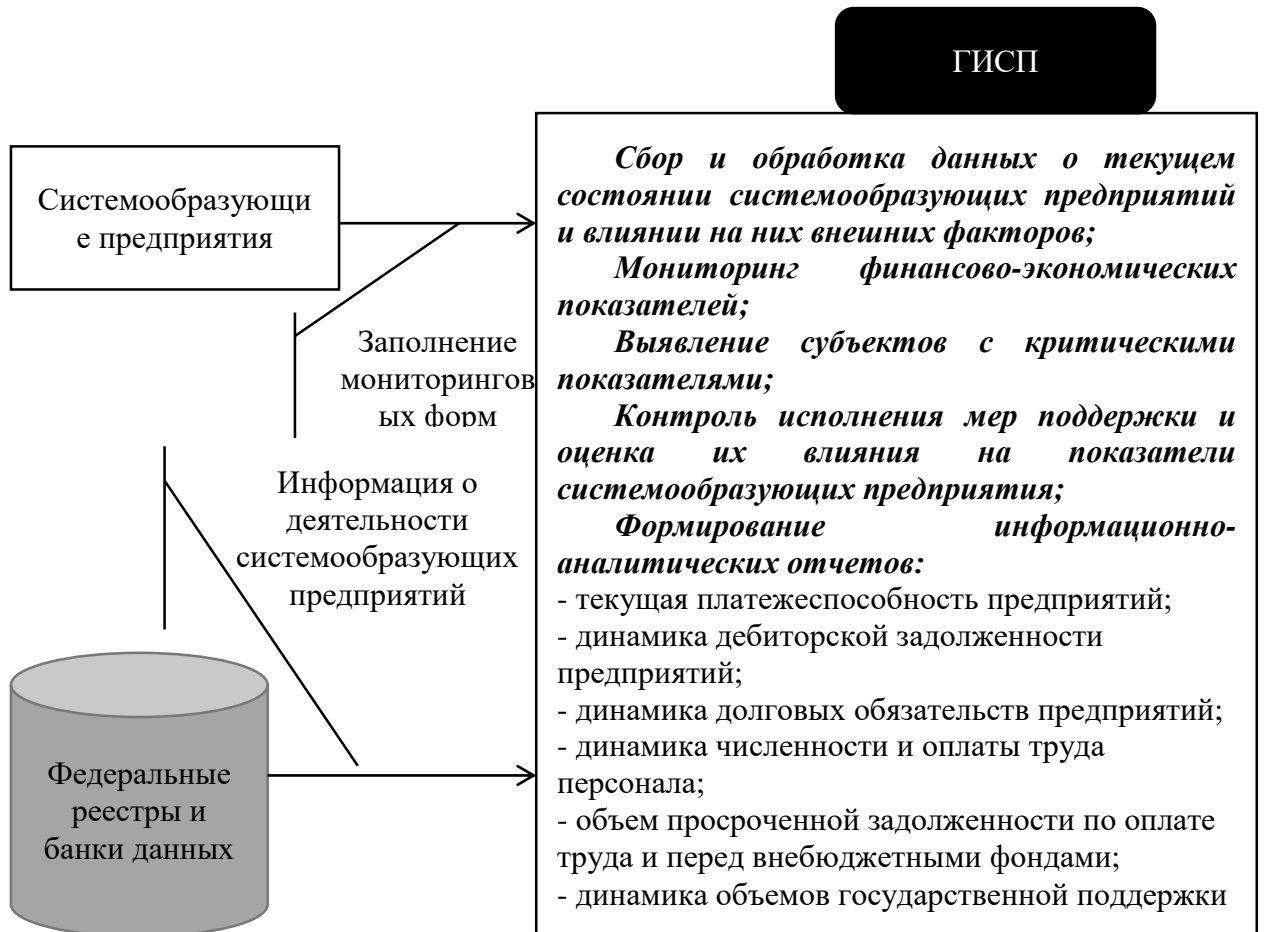 ГИСП
Системообразующи
е предприятия
Заполнение
мониторингов
ых форм
Информация о
деятельности
системообразующих
предприятий
Федеральные
реестры и
банки данных
Сбор и обработка данных о текущем
состоянии системообразующих предприятий
и влиянии на них внешних факторов;
Мониторинг финансово-экономических
показателей;
Выявление субъектов с критическими
показателями;
Контроль исполнения мер поддержки и
оценка их влияния на показатели
системообразующих предприятия;
Формирование информационно-
аналитических отчетов:
- текущая платежеспособность предприятий;
- динамика дебиторской задолженности
предприятий;
- динамика долговых обязательств предприятий;
- динамика численности и оплаты труда
персонала;
- объем просроченной задолженности по оплате
труда и перед внебюджетными фондами;
- динамика объемов государственной поддержки